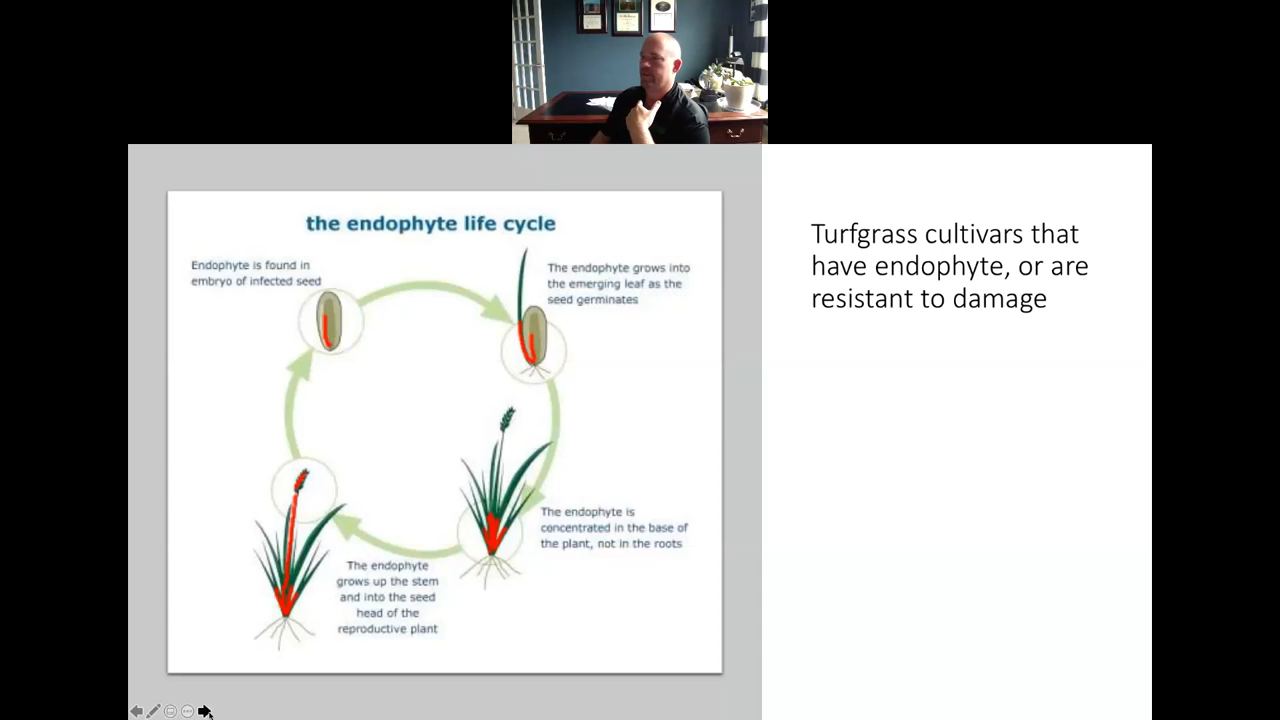 the endophyte life cycle
Endophyte is found in
embryo of infected seed
The endophyte grows into
the emerging leaf as the
seed germinates
The endophyte is
concentrated in the base of
the plant, not in the roots
The endophyte
grows up the stem
and into the seed
head of the
reproductive plant
Turfgrass cultivars that
have endophyte, or are
resistant to damage